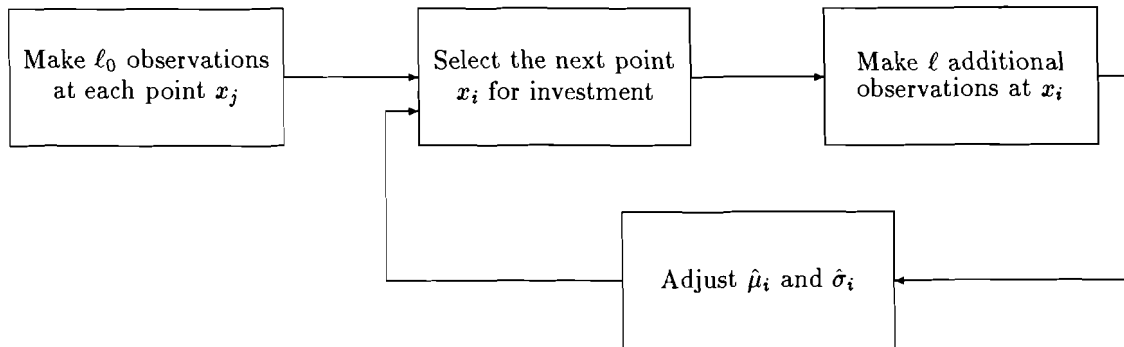 Make ℓ₀ observations
at each point xⱼ
Select the next point
xᵢ for investment
Make ℓ additional
observations at xᵢ
Adjust μ̂ᵢ and σ̂ᵢ